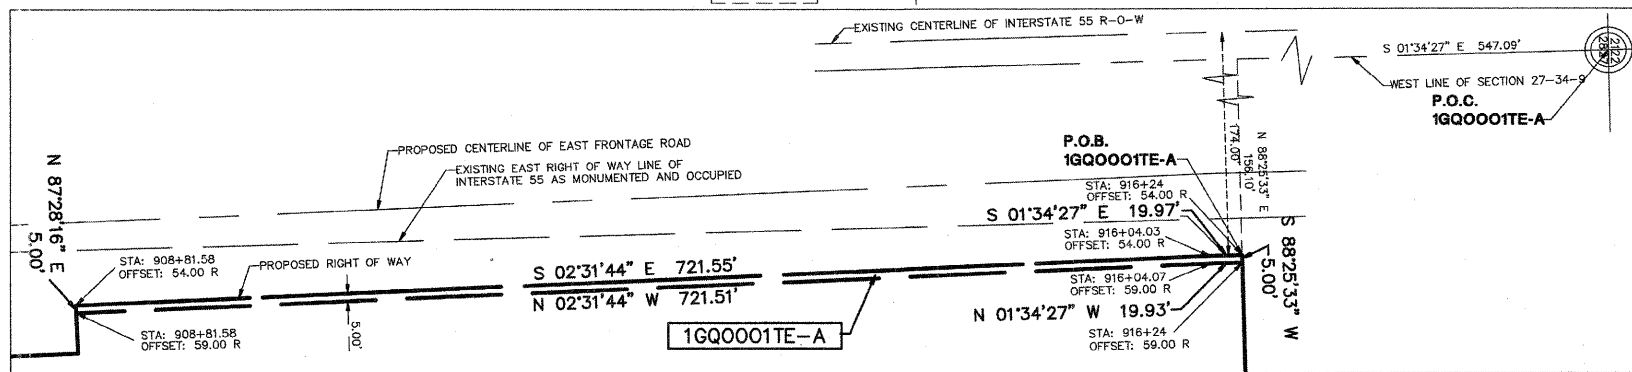 EXISTING CENTERLINE OF INTERSTATE 55 R-O-W
S 01°34'27" E 547.09'
WEST LINE OF SECTION 27-34-9
P.O.C.
1GQ0001TE-A
21 22
28 27
PROPOSED CENTERLINE OF EAST FRONTAGE ROAD
EXISTING EAST RIGHT OF WAY LINE OF
INTERSTATE 55 AS MONUMENTED AND OCCUPIED
P.O.B.
1GQ0001TE-A
N 88°25'33" E
156.10'
174.00'
STA: 916+24
OFFSET: 54.00 R
S 01°34'27" E 19.97'
STA: 916+04.03
OFFSET: 54.00 R
N 87°28'16" E
5.00'
STA: 908+81.58
OFFSET: 54.00 R
PROPOSED RIGHT OF WAY
S 02°31'44" E 721.55'
N 02°31'44" W 721.51'
STA: 916+04.07
OFFSET: 59.00 R
S 88°25'33" W
5.00'
N 01°34'27" W 19.93'
STA: 908+81.58
OFFSET: 59.00 R
5.00'
1GQ0001TE-A
STA: 916+24
OFFSET: 59.00 R